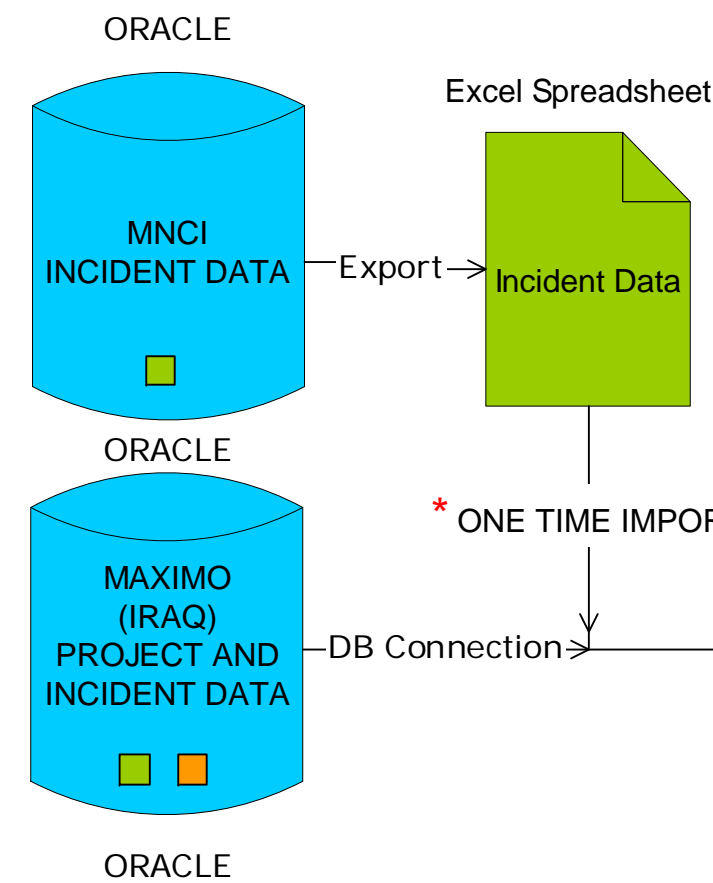 ORACLE
Excel Spreadsheet
MNCI
INCIDENT DATA
Export
Incident Data
ORACLE
* ONE TIME IMPOR
MAXIMO
(IRAQ)
PROJECT AND
INCIDENT DATA
DB Connection
ORACLE